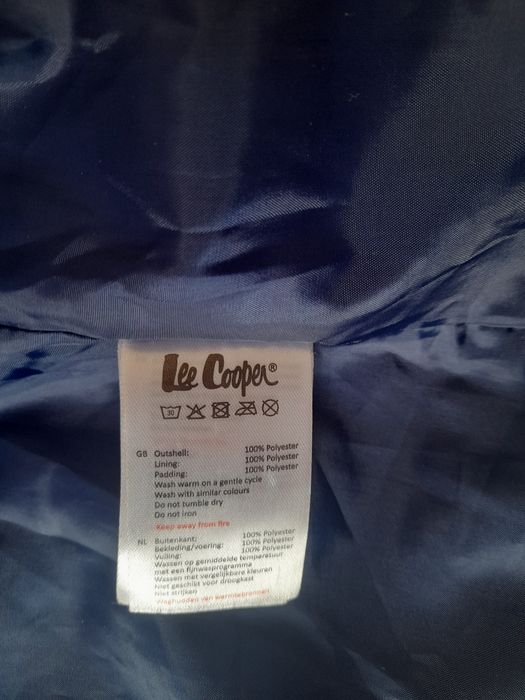 Lee Cooper®
30
GB Outshell: 100% Polyester
Lining: 100% Polyester
Padding: 100% Polyester
Wash warm on a gentle cycle
Wash with similar colours
Do not tumble dry
Do not iron
Keep away from fire
NL Buitenkant: 100% Polyester
Bekleding/voering: 100% Polyester
Vulling: 100% Polyester
Wassen op gemiddelde temperatuur
met een fijnwasprogramma
Wassen met vergelijkbare kleuren
Niet geschikt voor droogkast
Niet strijken